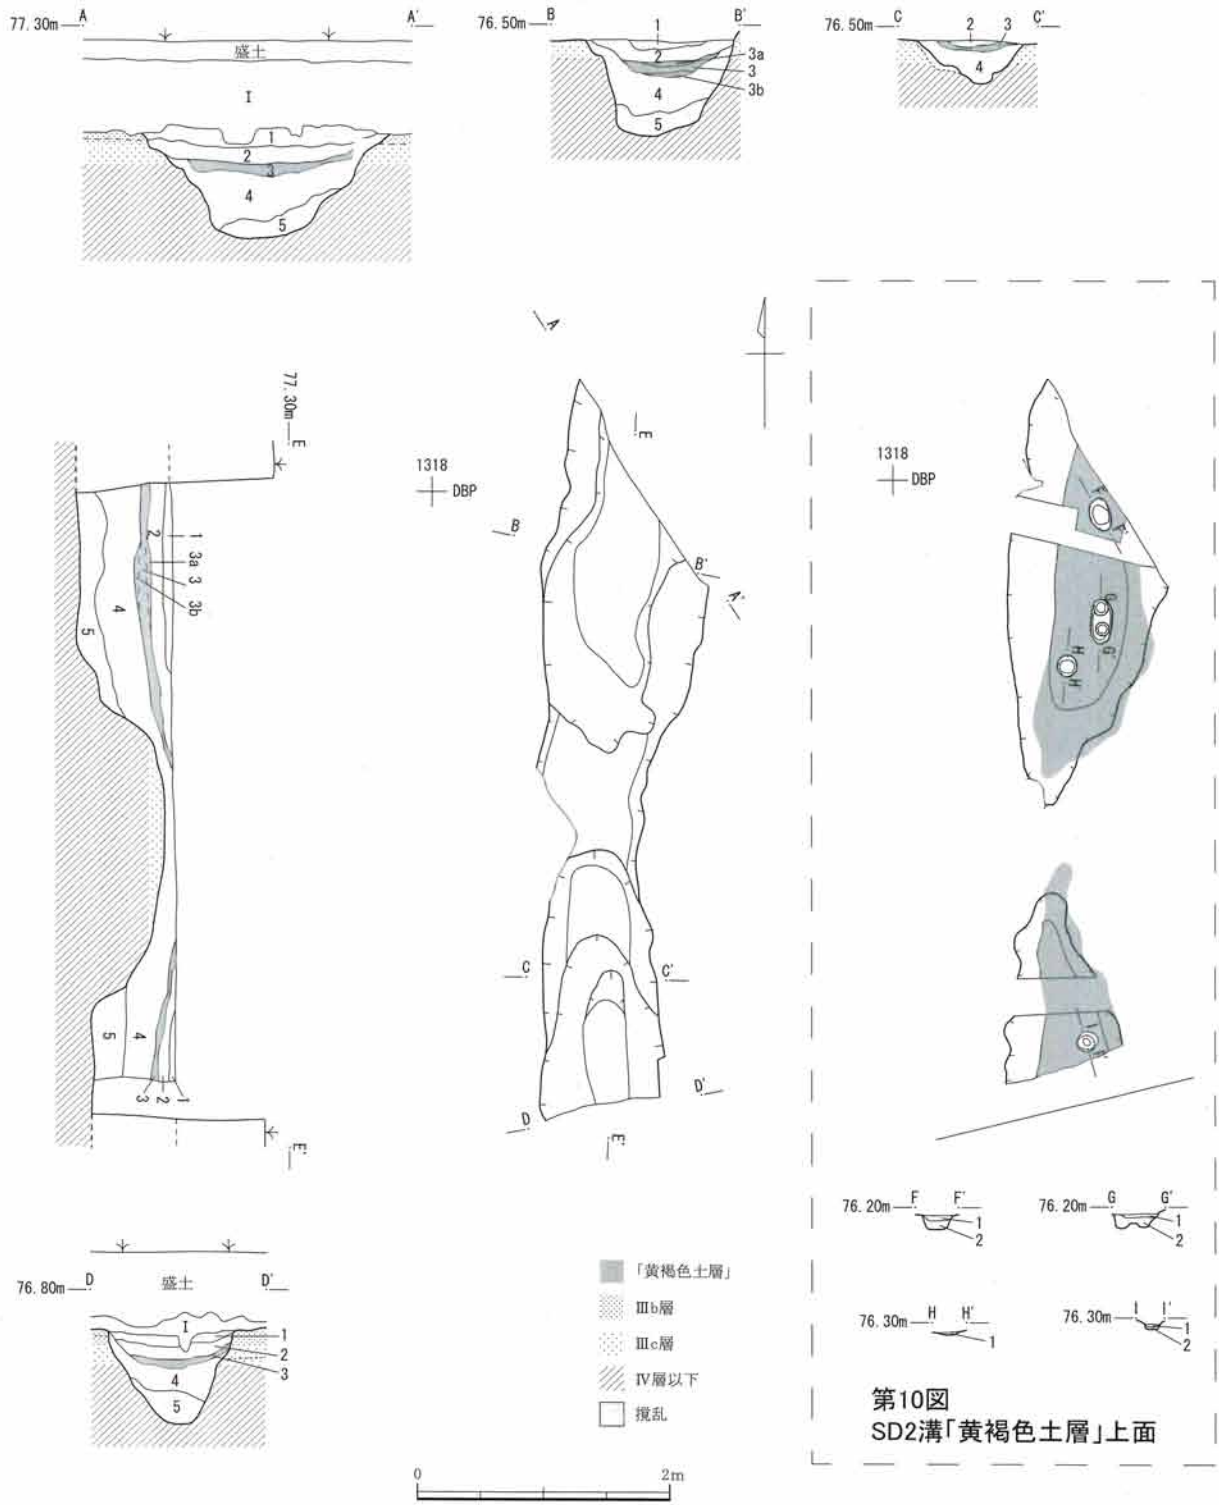 77.30m A A'
盛土
I
1
2
3
4
5
76.50m B B'
1
2
3a
3
3b
4
5
76.50m C C'
2 3
4
77.30m E
1
2
3a
3
3b
4
5
5
4
3
2
1
E'
A
E
1318
DBP
B
B'
A'
C C'
D D'
E'
1318
DBP
F
F'
G
G'
H
H'
I
I'
76.20m F F'
1
2
76.20m G G'
1
2
76.30m H H'
1
76.30m I I'
1
2
第10図
SD2溝「黄褐色土層」上面
76.80m D D'
盛土
I
1
2
3
4
5
「黄褐色土層」
Ⅲb層
Ⅲc層
Ⅳ層以下
撹乱
0 2m